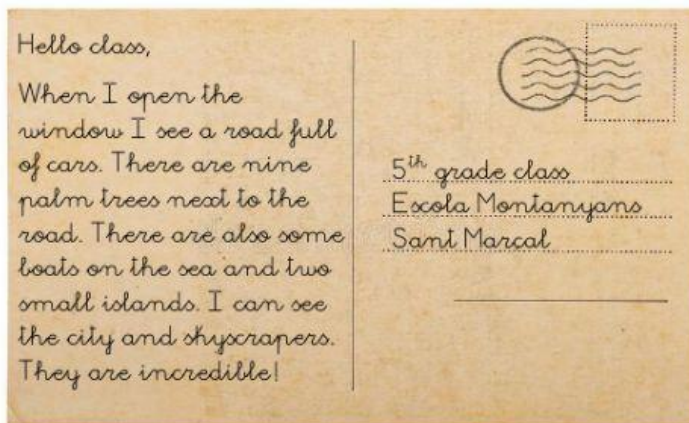 Hello class,
When I open the
window I see a road full
of cars. There are nine
palm trees next to the
road. There are also some
boats on the sea and two
small islands. I can see
the city and skyscrapers.
They are incredible!
5th grade class
Escola Montanyans
Sant Marçal